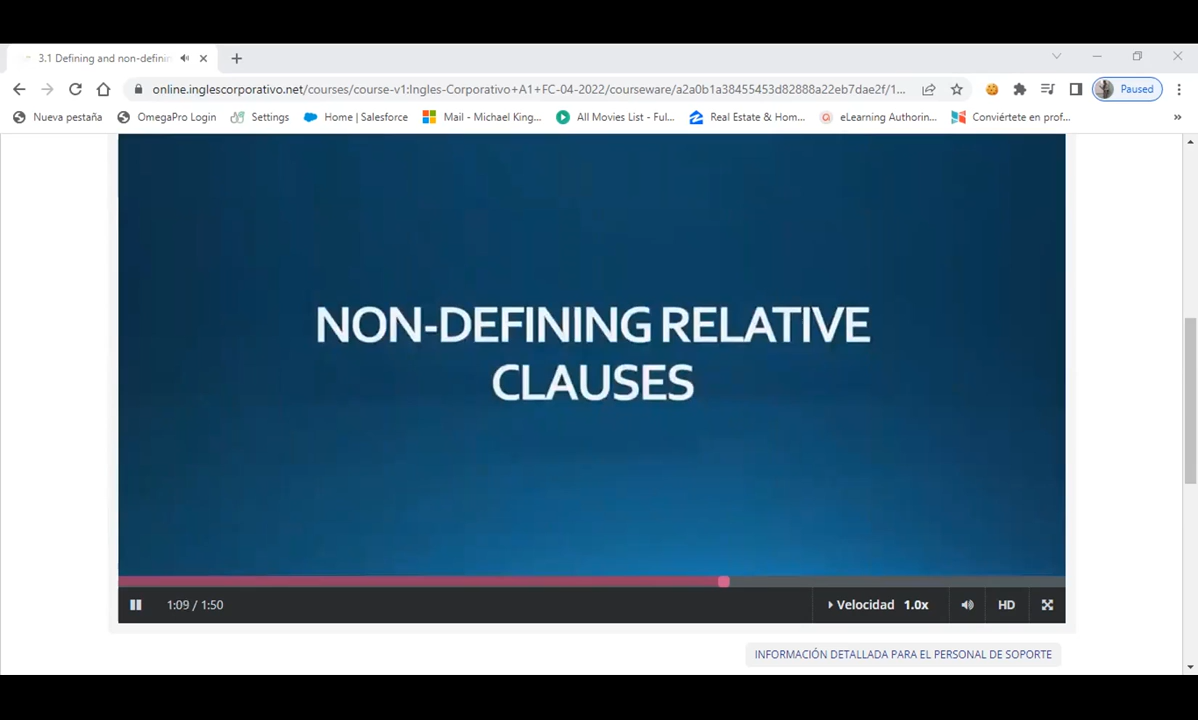 3.1 Defining and non-definin
online.inglescorporativo.net/courses/course-v1:Ingles-Corporativo+A1+FC-04-2022/courseware/a2a0b1a38455453d82888a22eb7dae2f/1...
Paused
Nueva pestaña
OmegaPro Login
Settings
Home | Salesforce
Mail - Michael King...
All Movies List - Ful...
Real Estate & Hom...
eLearning Authorin...
Conviértete en prof...
»
NON-DEFINING RELATIVE
CLAUSES
1:09 / 1:50
Velocidad 1.0x
HD
INFORMACIÓN DETALLADA PARA EL PERSONAL DE SOPORTE